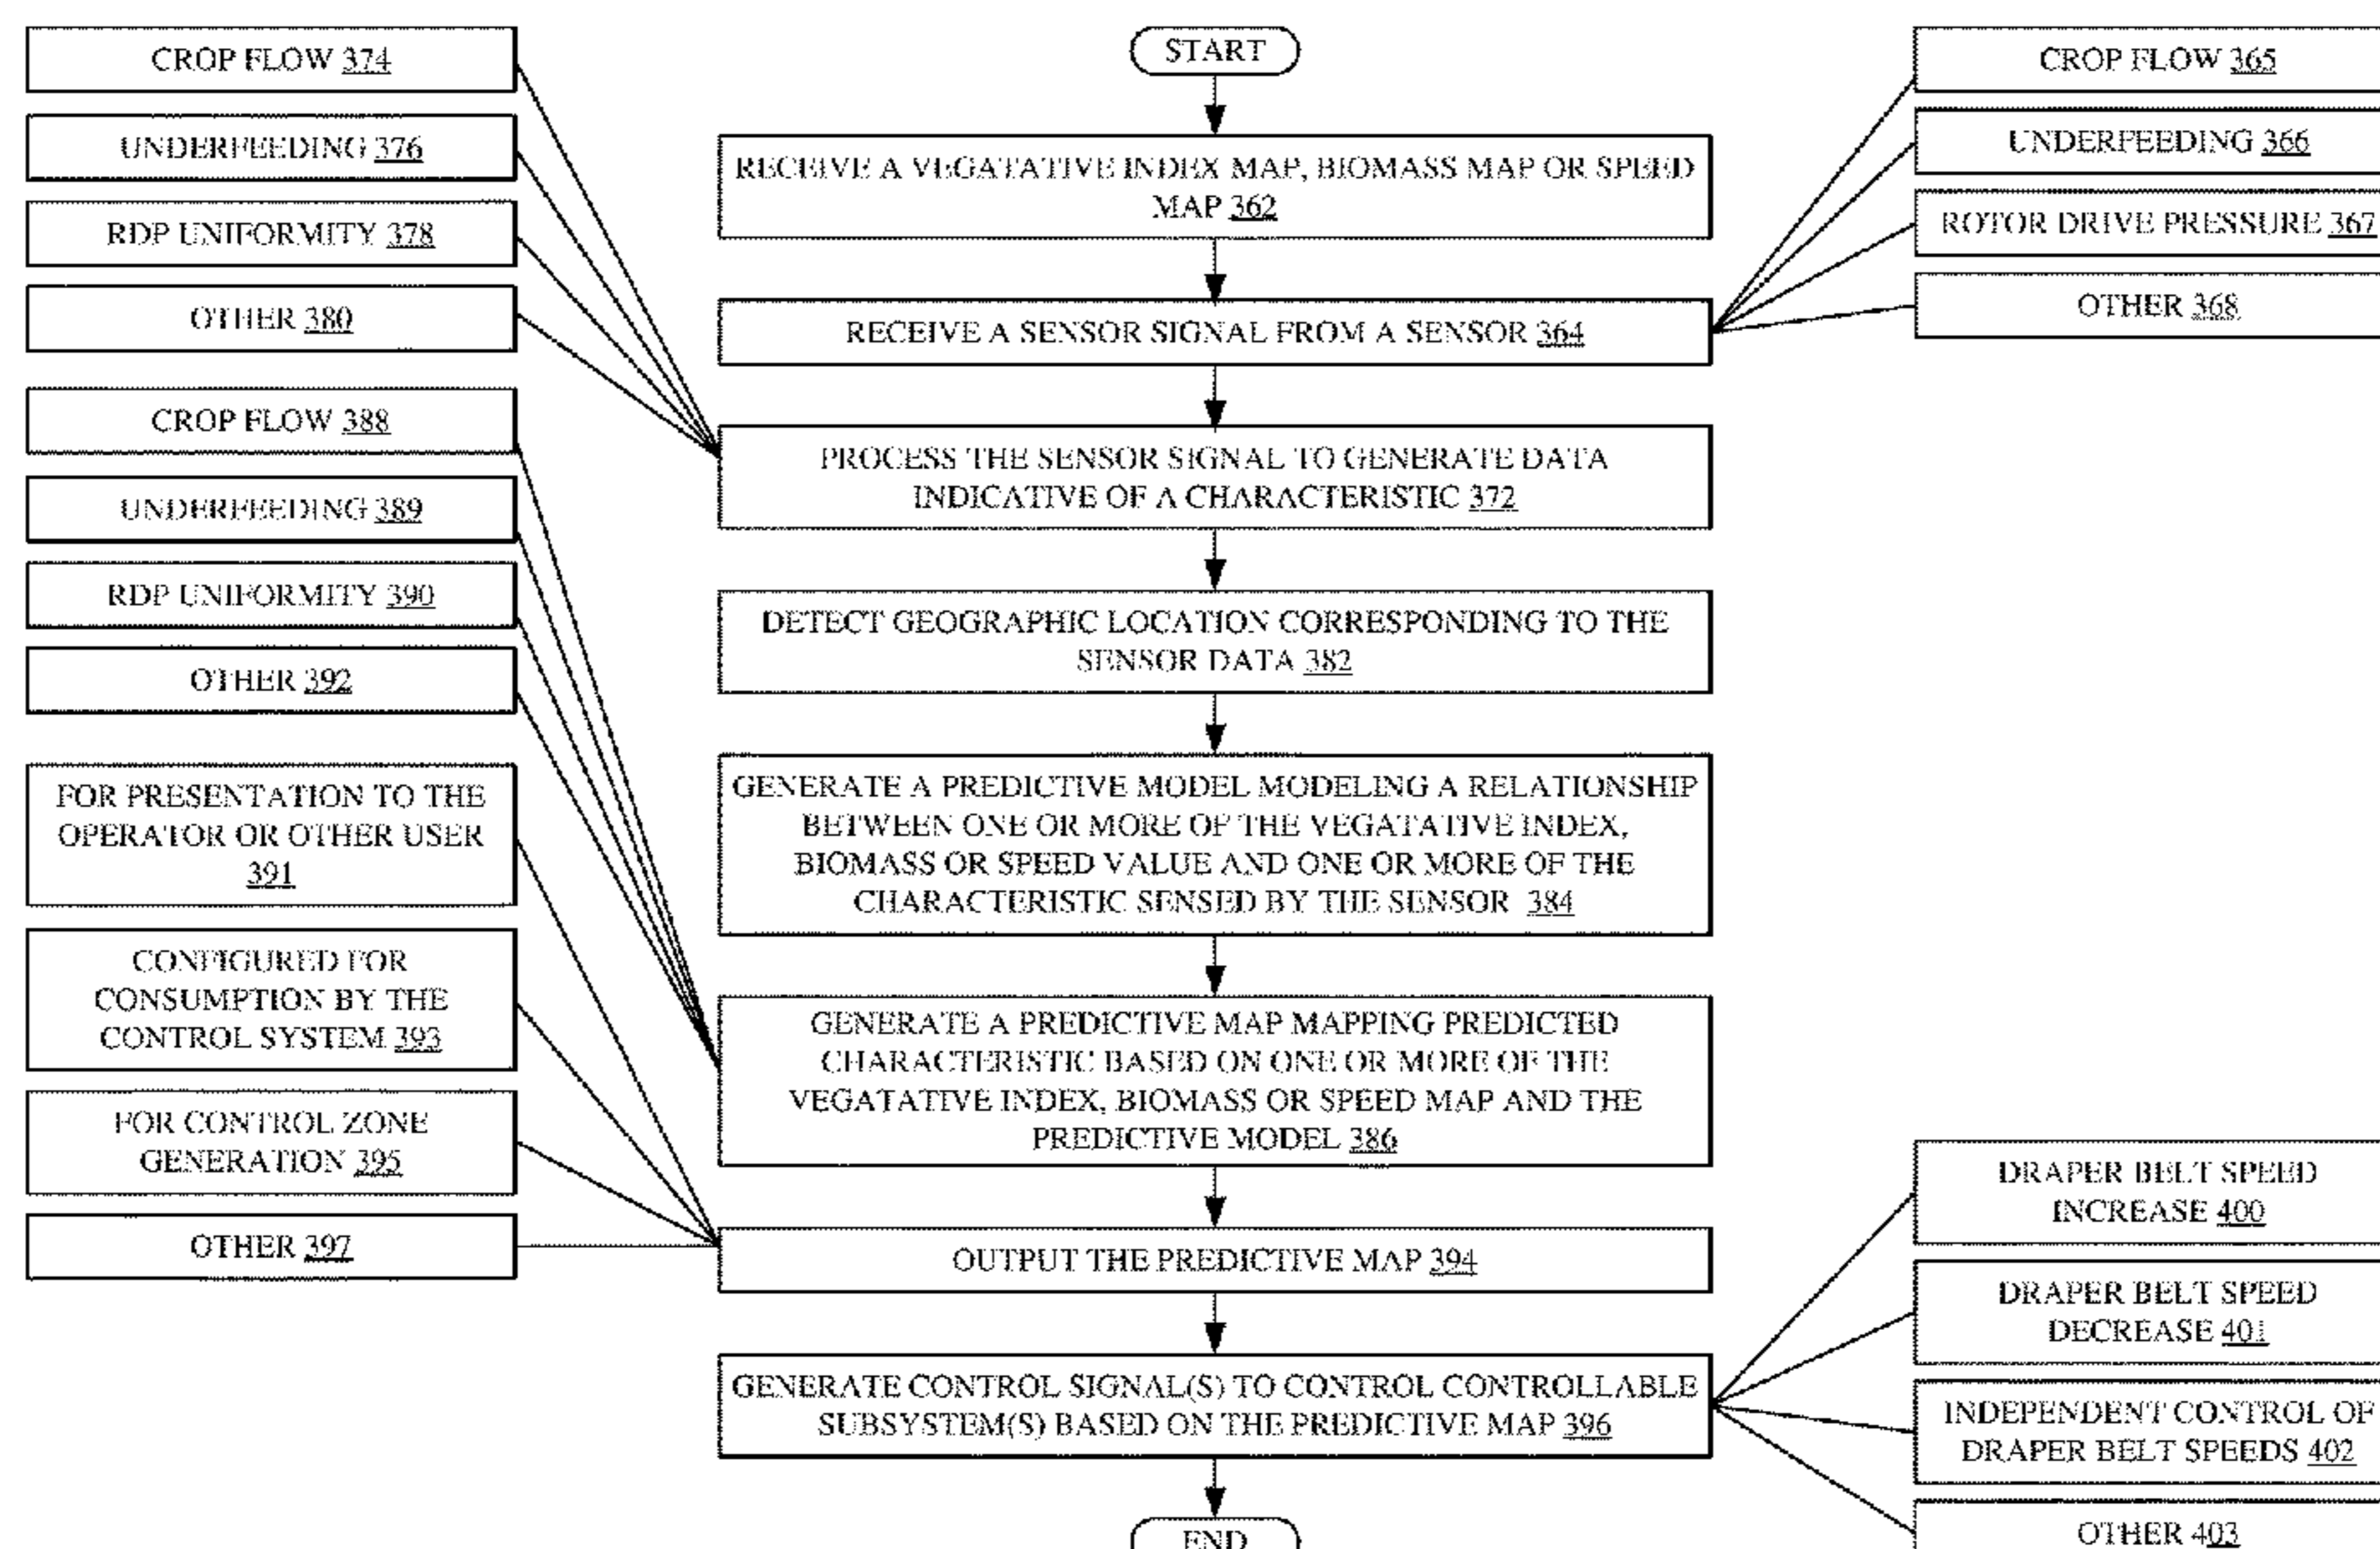 START
RECEIVE A VEGATATIVE INDEX MAP, BIOMASS MAP OR SPEED
MAP 362
RECEIVE A SENSOR SIGNAL FROM A SENSOR 364
CROP FLOW 365
UNDERFEEDING 366
ROTOR DRIVE PRESSURE 367
OTHER 368
CROP FLOW 374
UNDERFEEDING 376
RDP UNIFORMITY 378
OTHER 380
PROCESS THE SENSOR SIGNAL TO GENERATE DATA
INDICATIVE OF A CHARACTERISTIC 372
DETECT GEOGRAPHIC LOCATION CORRESPONDING TO THE
SENSOR DATA 382
GENERATE A PREDICTIVE MODEL MODELING A RELATIONSHIP
BETWEEN ONE OR MORE OF THE VEGATATIVE INDEX,
BIOMASS OR SPEED VALUE AND ONE OR MORE OF THE
CHARACTERISTIC SENSED BY THE SENSOR 384
CROP FLOW 388
UNDERFEEDING 389
RDP UNIFORMITY 390
OTHER 392
GENERATE A PREDICTIVE MAP MAPPING PREDICTED
CHARACTERISTIC BASED ON ONE OR MORE OF THE
VEGATATIVE INDEX, BIOMASS OR SPEED MAP AND THE
PREDICTIVE MODEL 386
FOR PRESENTATION TO THE
OPERATOR OR OTHER USER
391
CONFIGURED FOR
CONSUMPTION BY THE
CONTROL SYSTEM 393
FOR CONTROL ZONE
GENERATION 395
OTHER 397
OUTPUT THE PREDICTIVE MAP 394
GENERATE CONTROL SIGNAL(S) TO CONTROL CONTROLLABLE
SUBSYSTEM(S) BASED ON THE PREDICTIVE MAP 396
DRAPER BELT SPEED
INCREASE 400
DRAPER BELT SPEED
DECREASE 401
INDEPENDENT CONTROL OF
DRAPER BELT SPEEDS 402
OTHER 403
END